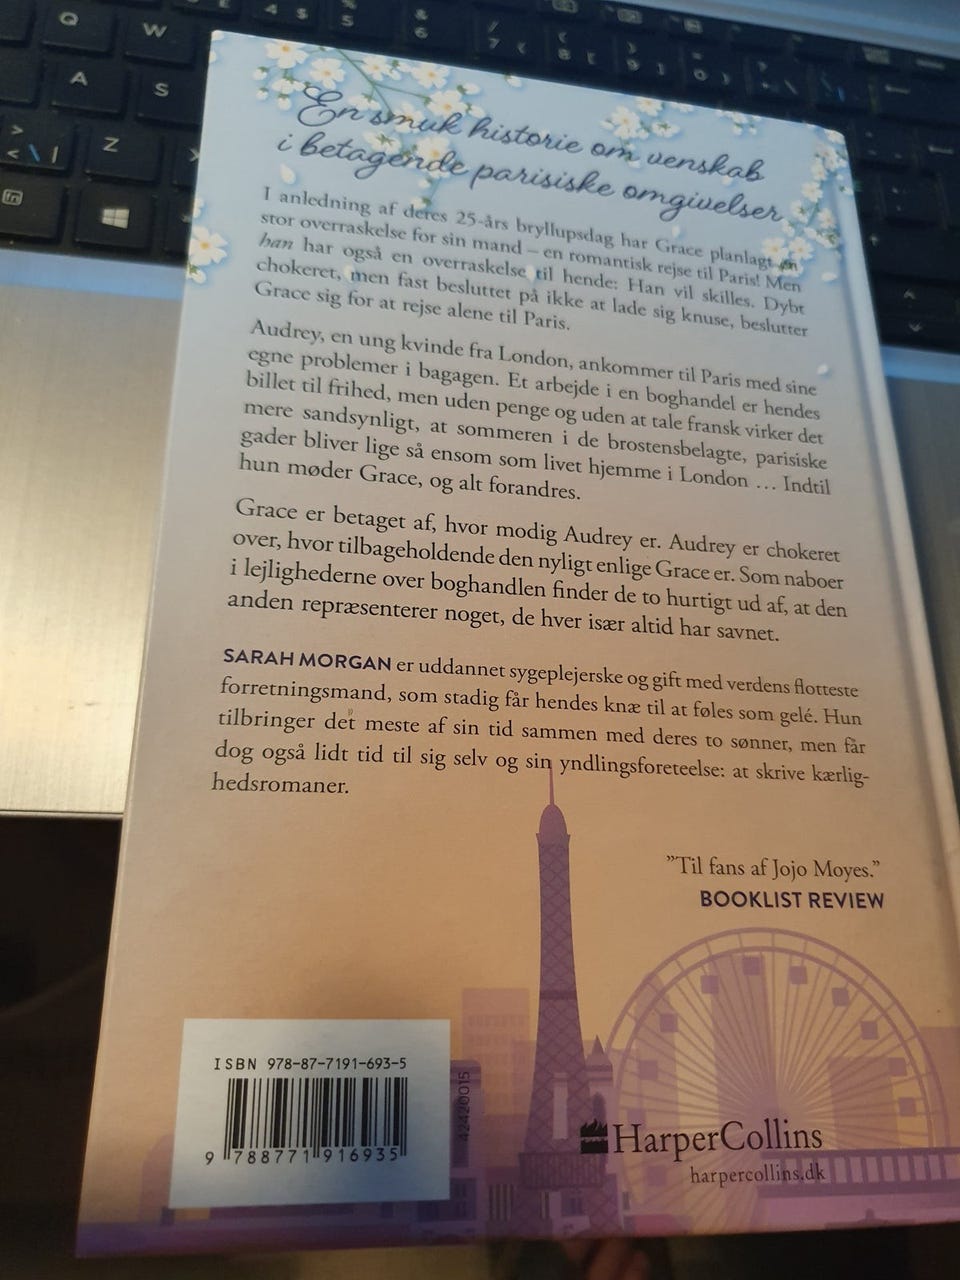 Q
W
4 $
%
5
&
6
/
7 {
(
8 [
)
9 ]
A
S
>
< \ |
Z
En smuk historie om venskab
i betagende parisiske omgivelser
I anledning af deres 25-års bryllupsdag har Grace planlagt en
stor overraskelse for sin mand – en romantisk rejse til Paris! Men
han har også en overraskelse til hende: Han vil skilles. Dybt
chokeret, men fast besluttet på ikke at lade sig knuse, beslutter
Grace sig for at rejse alene til Paris.
Audrey, en ung kvinde fra London, ankommer til Paris med sine
egne problemer i bagagen. Et arbejde i en boghandel er hendes
billet til frihed, men uden penge og uden at tale fransk virker det
mere sandsynligt, at sommeren i de brostensbelagte, parisiske
gader bliver lige så ensom som livet hjemme i London ... Indtil
hun møder Grace, og alt forandres.
Grace er betaget af, hvor modig Audrey er. Audrey er chokeret
over, hvor tilbageholdende den nyligt enlige Grace er. Som naboer
i lejlighederne over boghandlen finder de to hurtigt ud af, at den
anden repræsenterer noget, de hver især altid har savnet.
SARAH MORGAN er uddannet sygeplejerske og gift med verdens flotteste
forretningsmand, som stadig får hendes knæ til at føles som gelé. Hun
tilbringer det meste af sin tid sammen med deres to sønner, men får
dog også lidt tid til sig selv og sin yndlingsforeteelse: at skrive kærlig-
hedsromaner.
"Til fans af Jojo Moyes."
BOOKLIST REVIEW
ISBN 978-87-7191-693-5
9 788771 916935
42420015
HarperCollins
harpercollins.dk